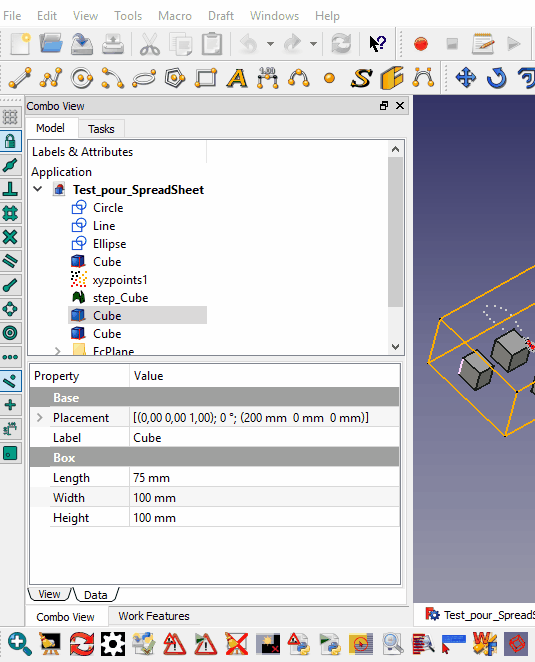 File Edit View Tools Macro Draft Windows Help
Combo View
Model Tasks
Labels & Attributes
Application
Test_pour_SpreadSheet
Circle
Line
Ellipse
Cube
xyzpoints1
step_Cube
Cube
Cube
FcPlane
Property Value
Base
Placement [(0,00 0,00 1,00); 0 °; (200 mm 0 mm 0 mm)]
Label Cube
Box
Length 75 mm
Width 100 mm
Height 100 mm
View Data
Combo View Work Features
Test_pour_Spread